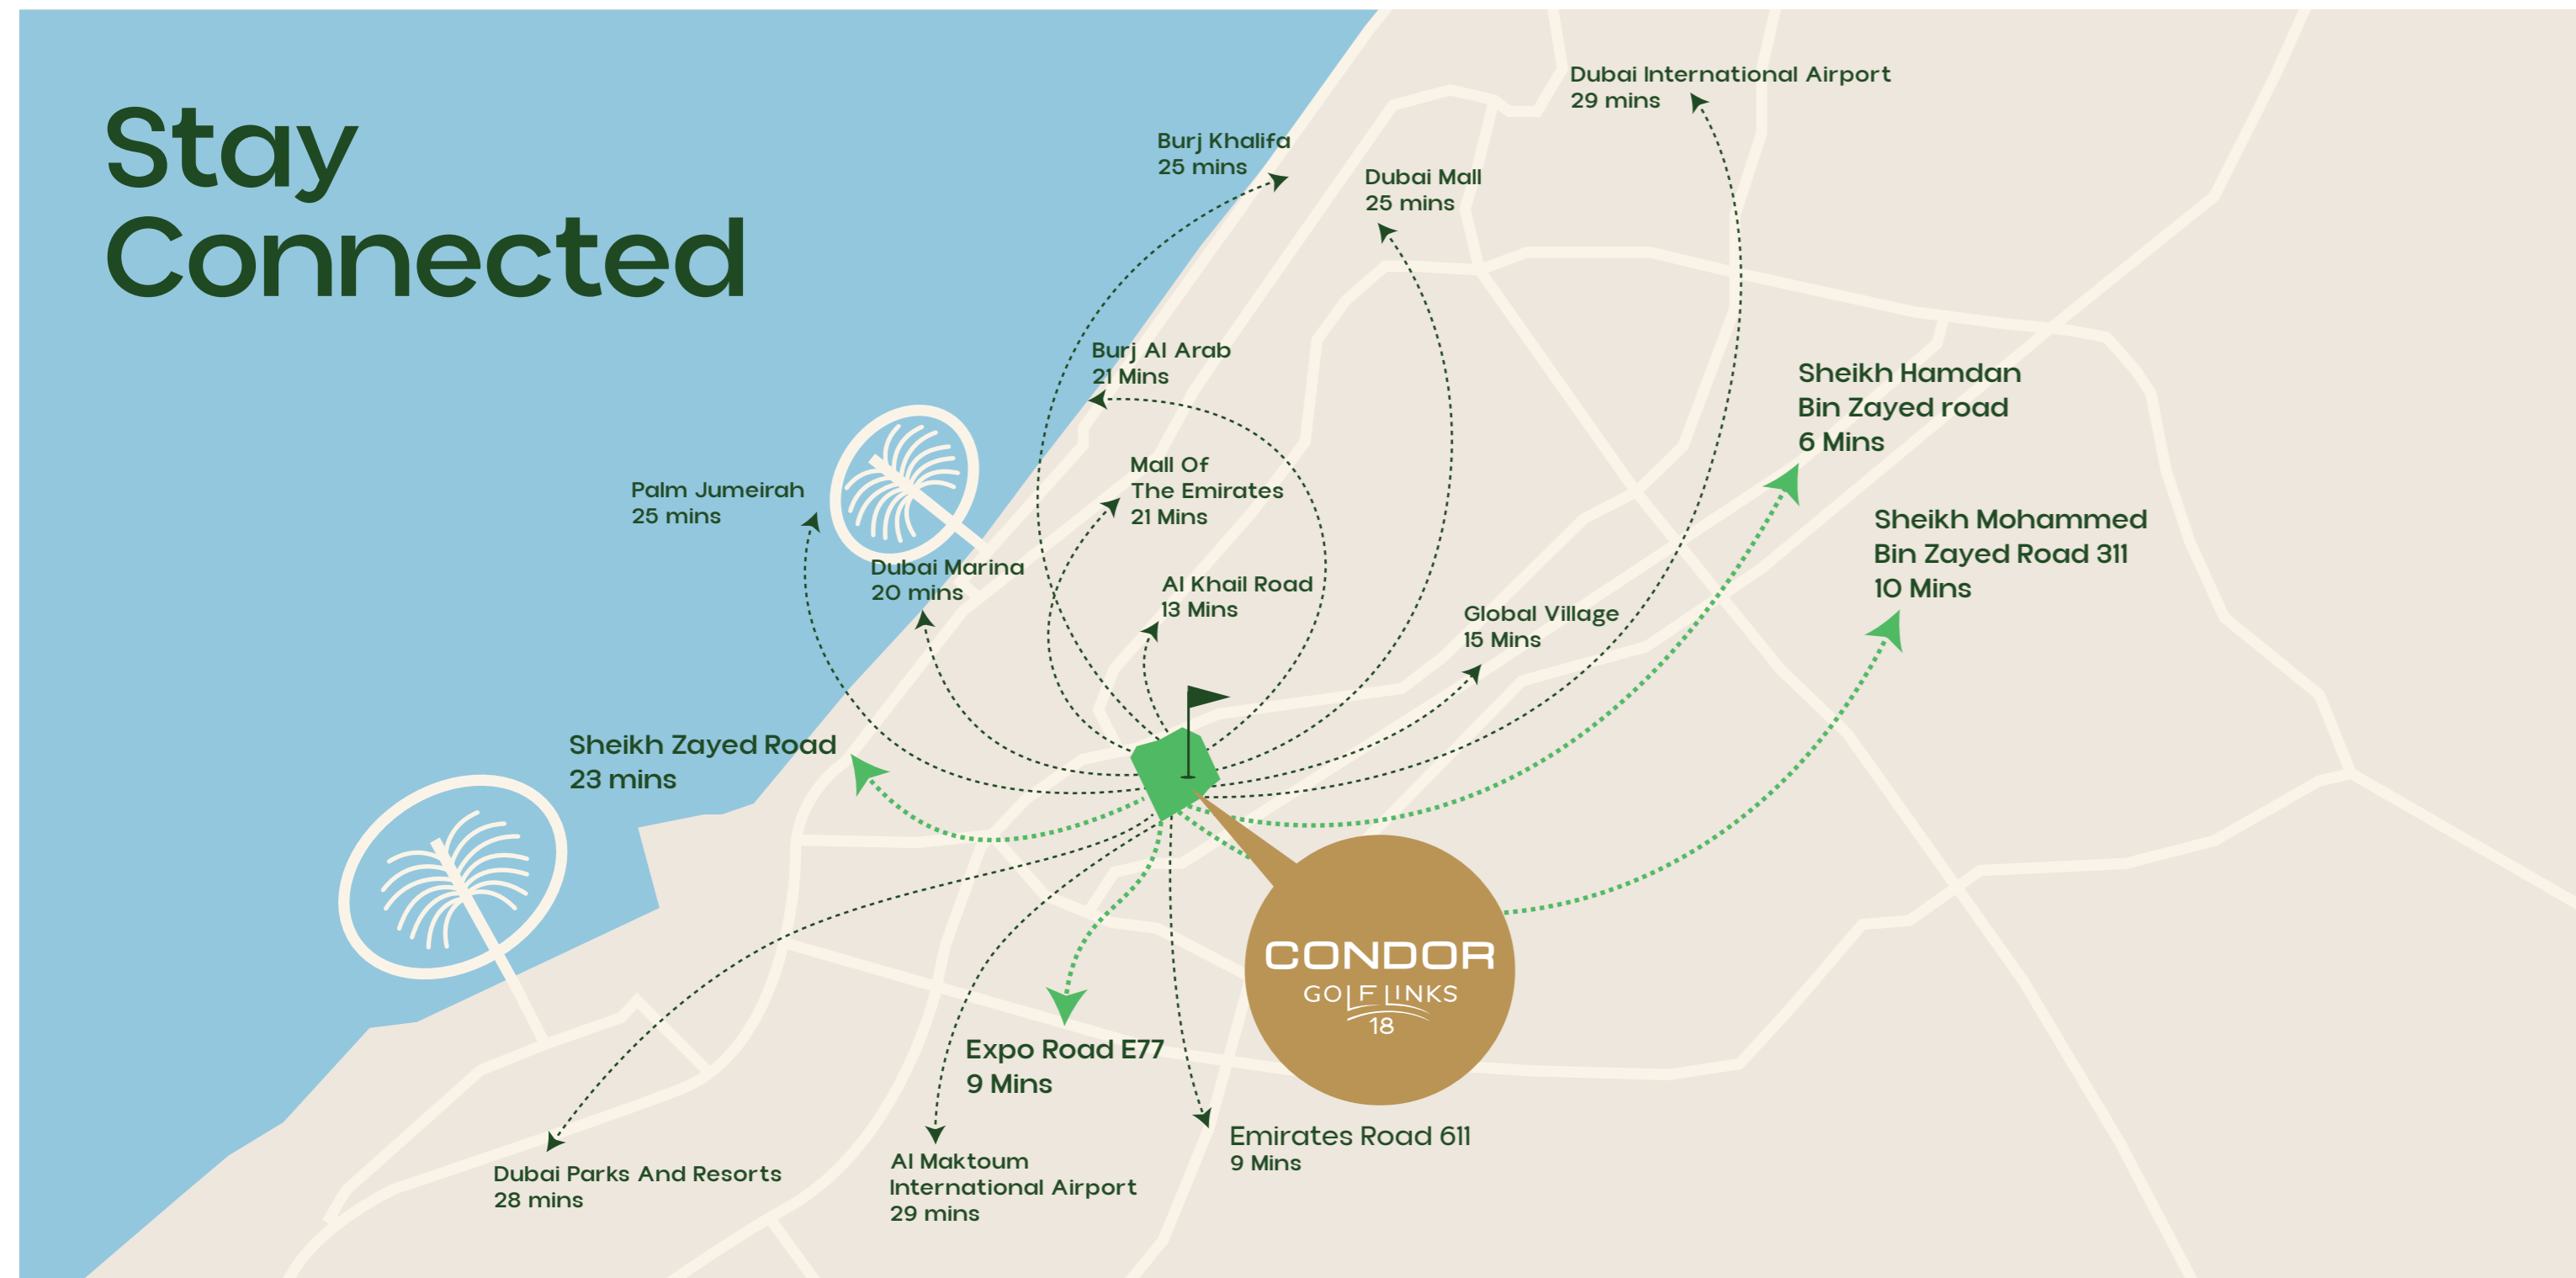 Stay
Connected
Dubai International Airport
29 mins
Burj Khalifa
25 mins
Dubai Mall
25 mins
Burj Al Arab
21 Mins
Sheikh Hamdan
Bin Zayed road
6 Mins
Mall Of
The Emirates
21 Mins
Palm Jumeirah
25 mins
Sheikh Mohammed
Bin Zayed Road 311
10 Mins
Dubai Marina
20 mins
Al Khail Road
13 Mins
Global Village
15 Mins
Sheikh Zayed Road
23 mins
CONDOR
GOLF LINKS
18
Expo Road E77
9 Mins
Emirates Road 611
9 Mins
Al Maktoum
International Airport
29 mins
Dubai Parks And Resorts
28 mins